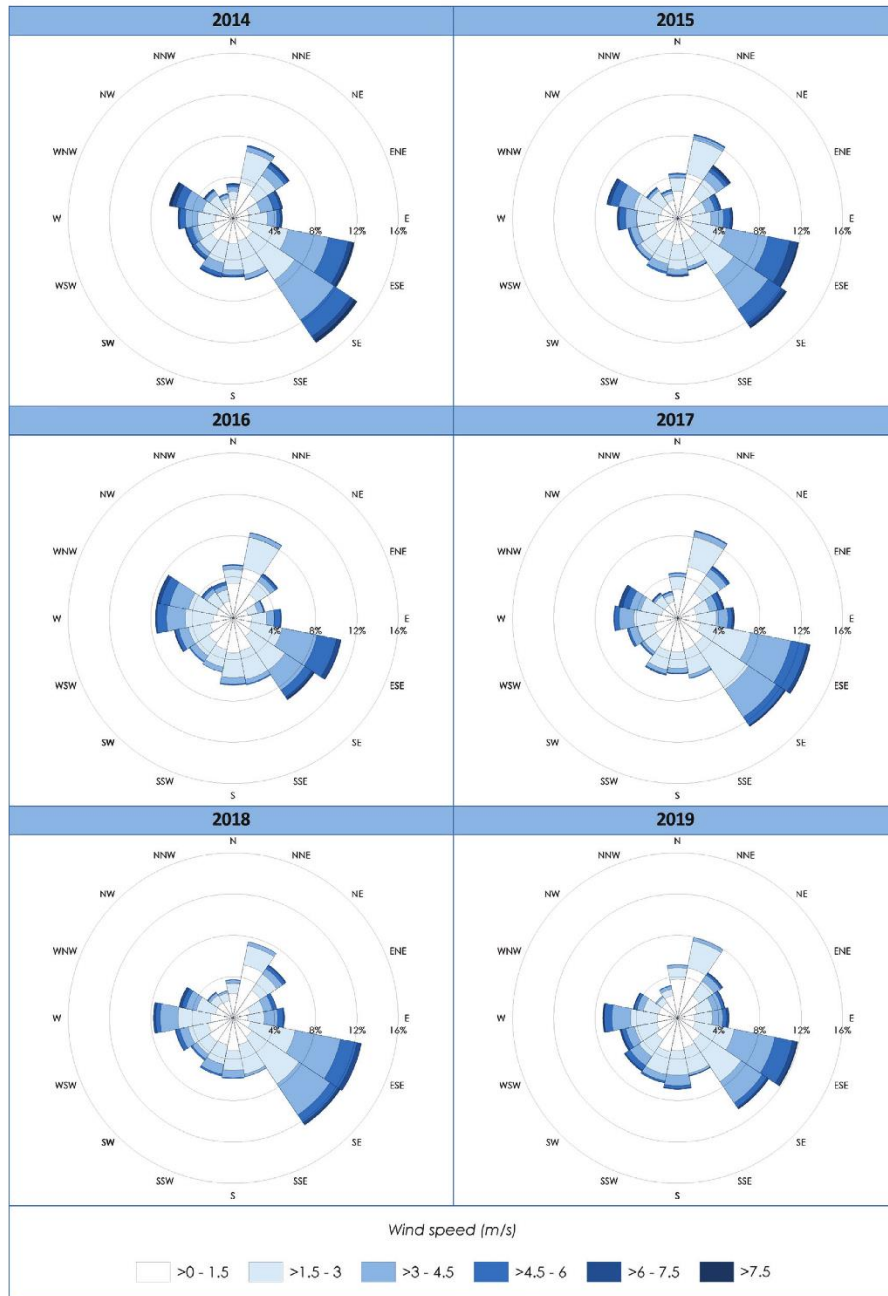 2014 2015
N N
NNW NNE NNW NNE
NW NE NW NE
WNW ENE WNW ENE
W 4% 8% 12% 16% E W 4% 8% 12% 16% E
WSW ESE WSW ESE
SW SE SW SE
SSW SSE SSW SSE
S S
2016 2017
N N
NNW NNE NNW NNE
NW NE NW NE
WNW ENE WNW ENE
W 4% 8% 12% 16% E W 4% 8% 12% 16% E
WSW ESE WSW ESE
SW SE SW SE
SSW SSE SSW SSE
S S
2018 2019
N N
NNW NNE NNW NNE
NW NE NW NE
WNW ENE WNW ENE
W 4% 8% 12% 16% E W 4% 8% 12% 16% E
WSW ESE WSW ESE
SW SE SW SE
SSW SSE SSW SSE
S S
Wind speed (m/s)
>0 - 1.5 >1.5 - 3 >3 - 4.5 >4.5 - 6 >6 - 7.5 >7.5